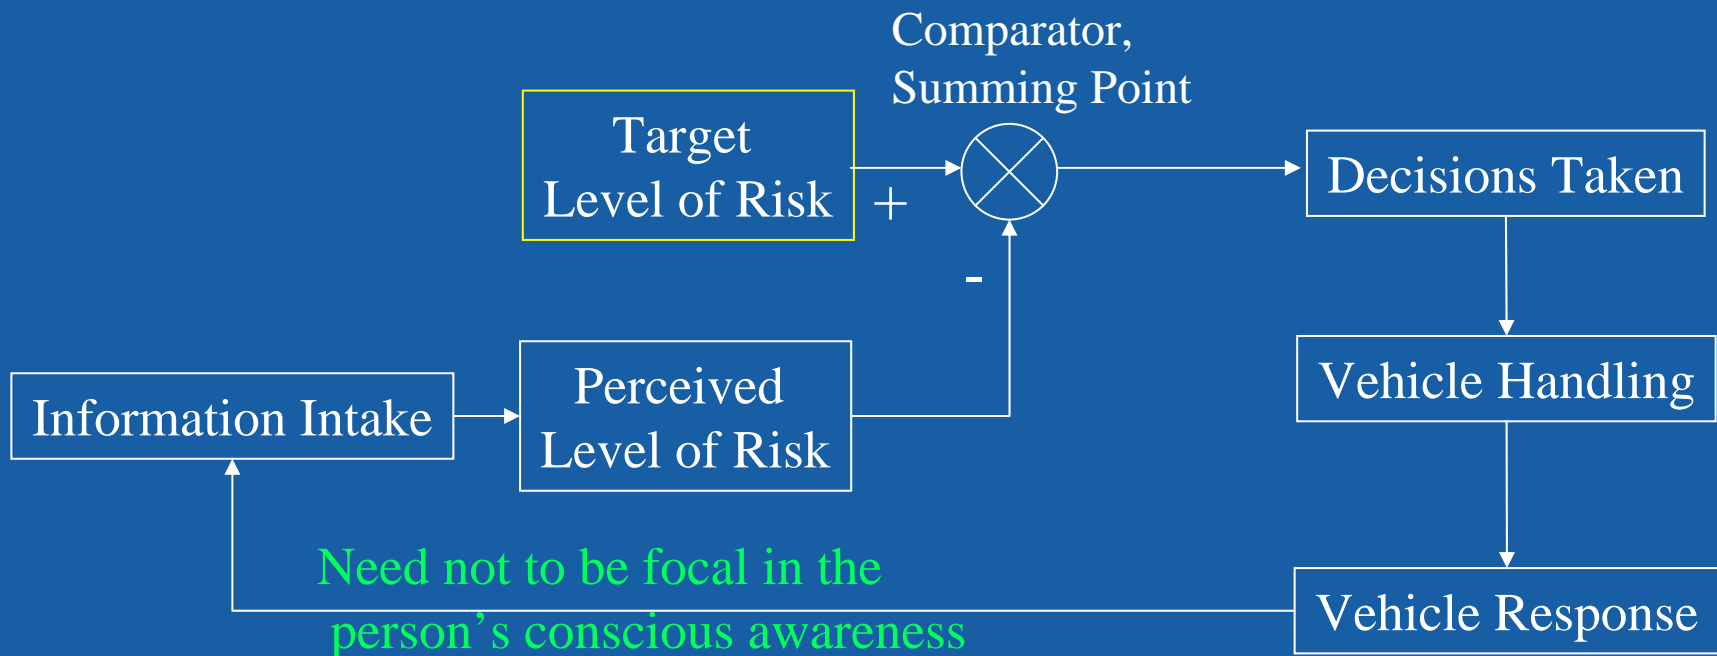 Comparator,
Summing Point
Target
Level of Risk
+
Decisions Taken
-
Vehicle Handling
Perceived
Level of Risk
Information Intake
Need not to be focal in the
person’s conscious awareness
Vehicle Response